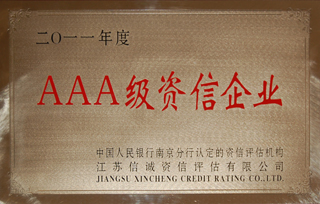 二〇一一年度
AAA级资信企业
中国人民银行南京分行认定的资信评估机构
江苏信诚资信评估有限公司
JIANGSU XINCHENG CREDIT RATING CO.,LTD.